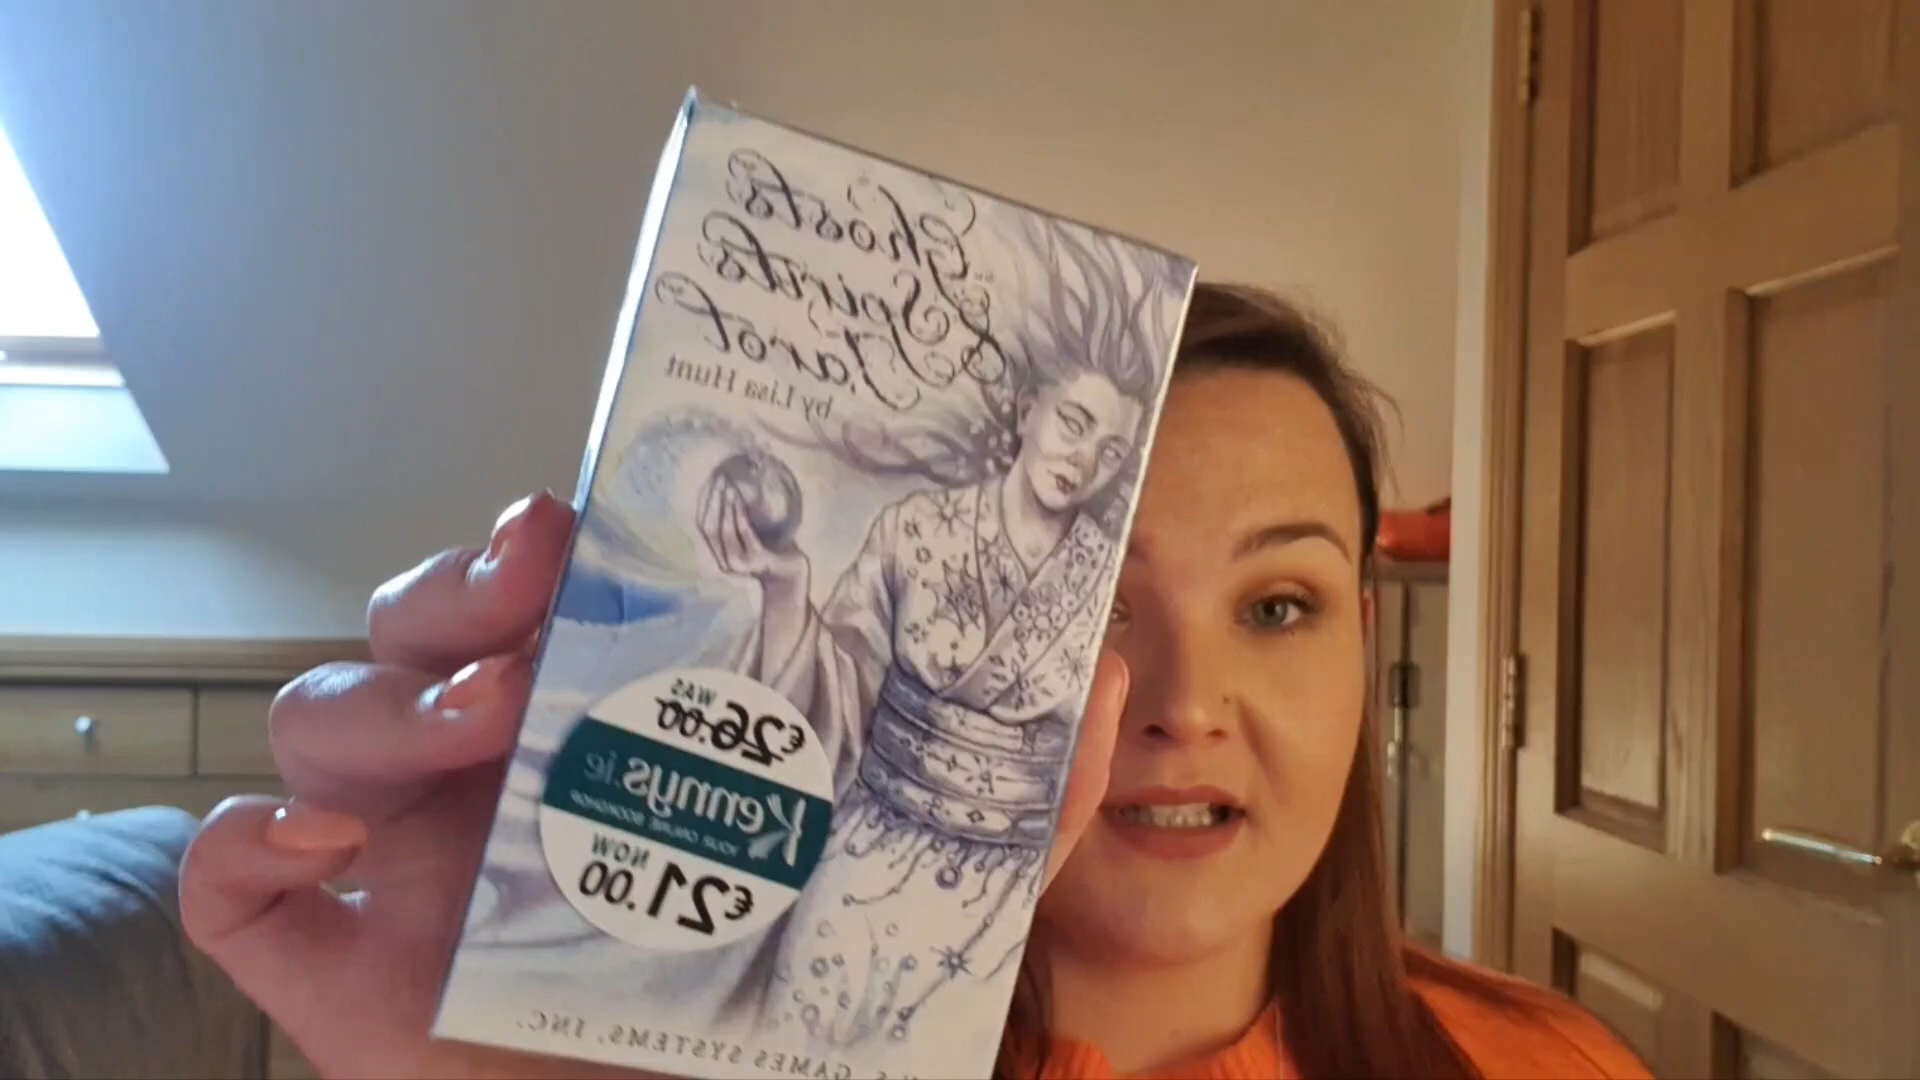 Ghosts
& Spirits
Tarot
by Lisa Hunt
WAS
€26.00
Kennys.ie
YOUR ONLINE BOOKSHOP
NOW
€21.00
GAMES SYSTEMS, INC.